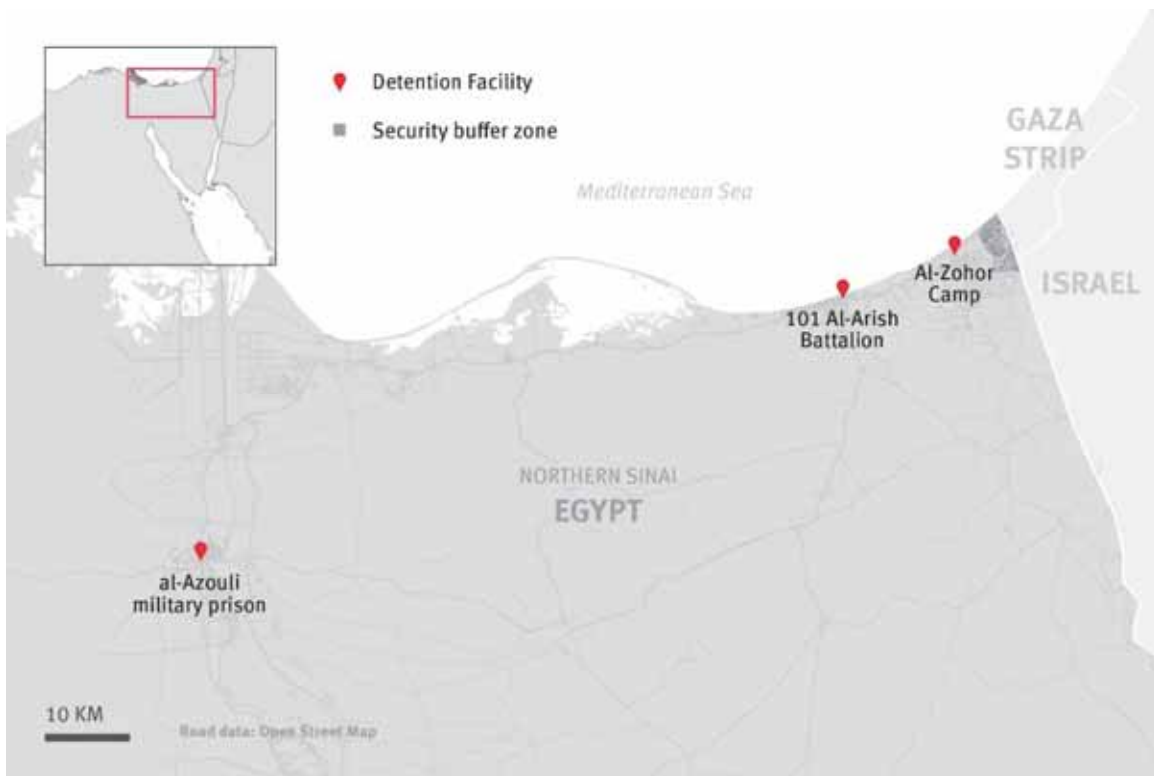 Detention Facility
Security buffer zone
GAZA
STRIP
Mediterranean Sea
Al-Zohor
Camp
ISRAEL
101 Al-Arish
Battalion
NORTHERN SINAI
EGYPT
al-Azouli
military prison
10 KM
Road data: Open Street Map